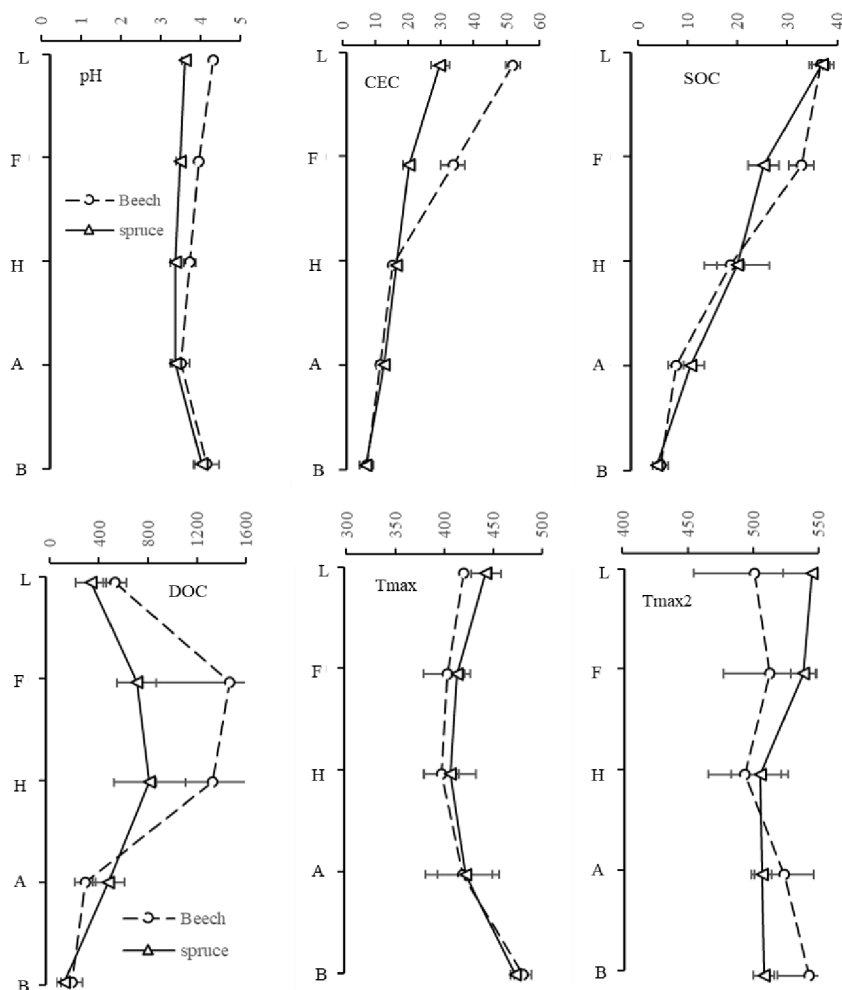 0 1 2 3 4 5
L
pH
F
Beech
spruce
H
A
B
0 10 20 30 40 50 60
L
CEC
F
H
A
B
0 10 20 30 40
L
SOC
F
H
A
B
0 400 800 1200 1600
L
DOC
F
H
A
Beech
spruce
B
300 350 400 450 500
L
Tmax
F
H
A
B
400 450 500 550
L
Tmax2
F
H
A
B